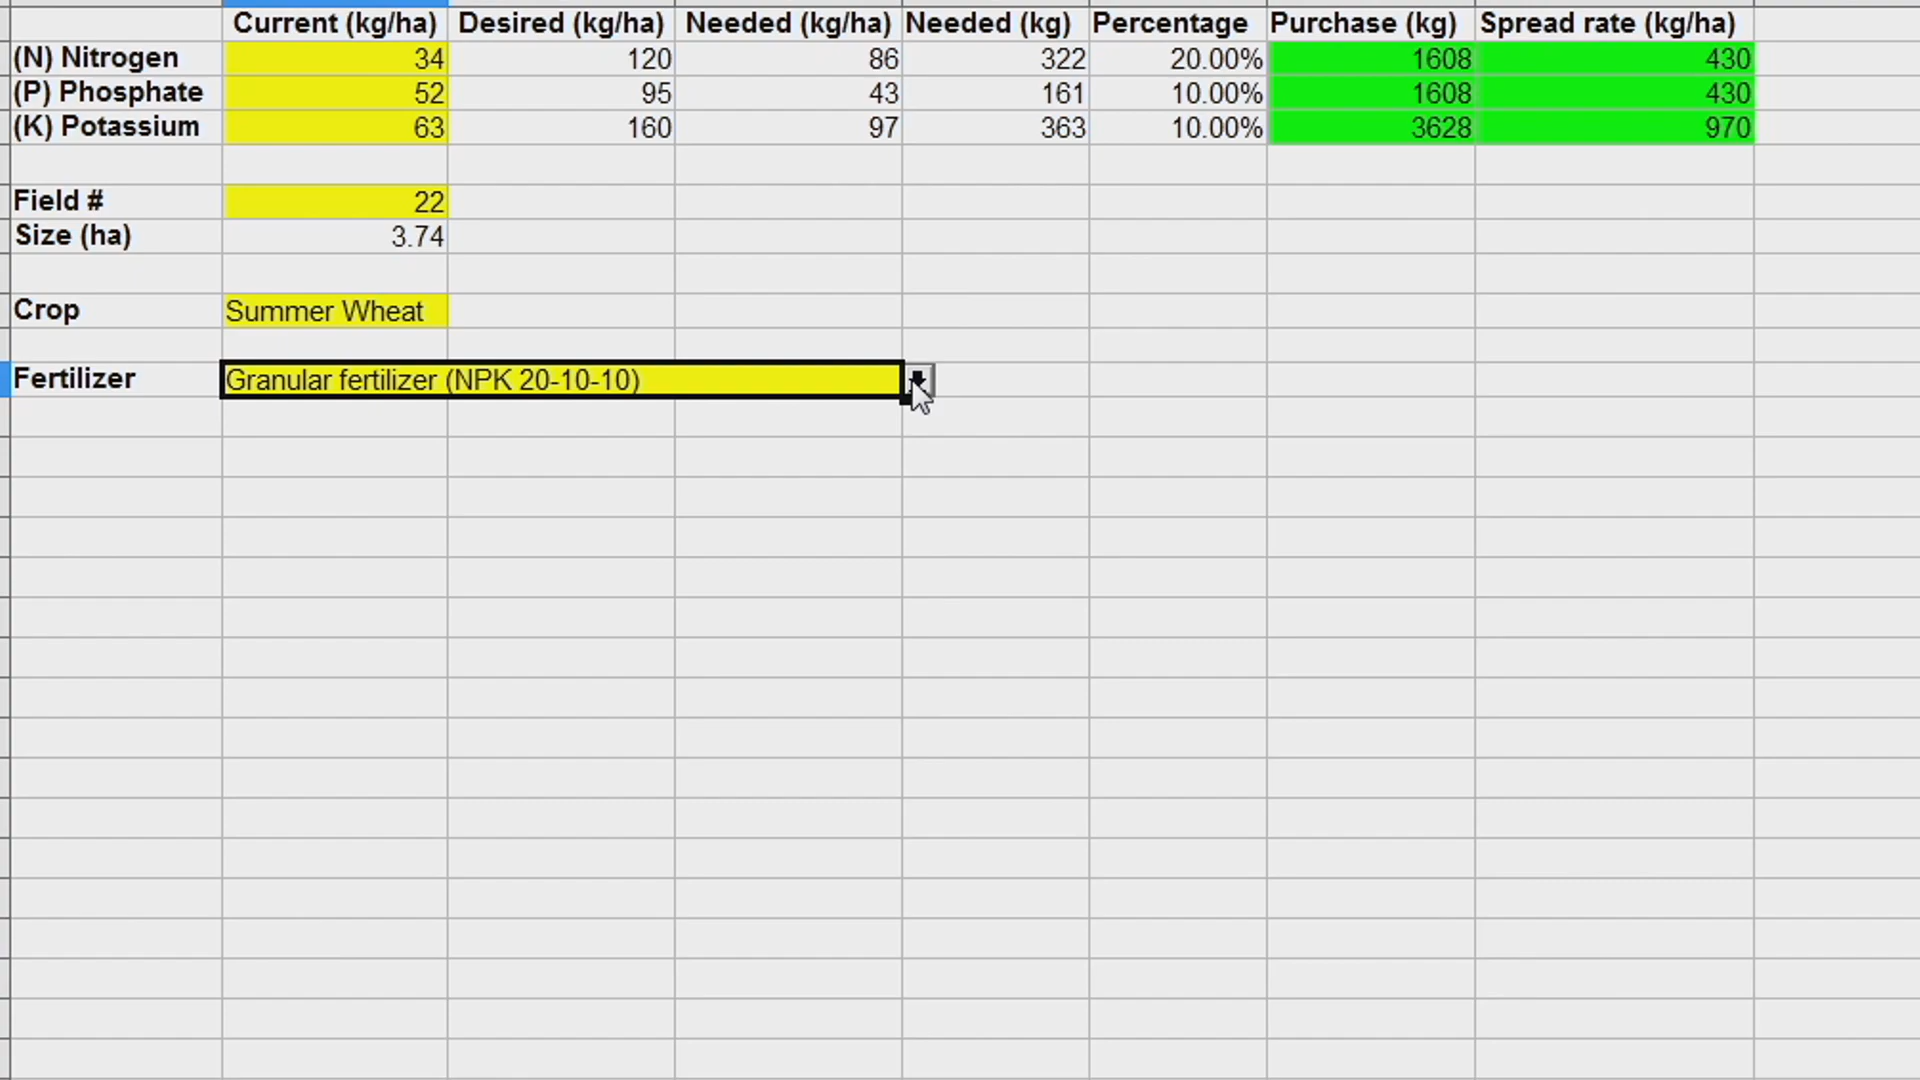 Current (kg/ha) Desired (kg/ha) Needed (kg/ha) Needed (kg) Percentage Purchase (kg) Spread rate (kg/ha)
(N) Nitrogen 34 120 86 322 20.00% 1608 430
(P) Phosphate 52 95 43 161 10.00% 1608 430
(K) Potassium 63 160 97 363 10.00% 3628 970
Field # 22
Size (ha) 3.74
Crop Summer Wheat
Fertilizer Granular fertilizer (NPK 20-10-10)